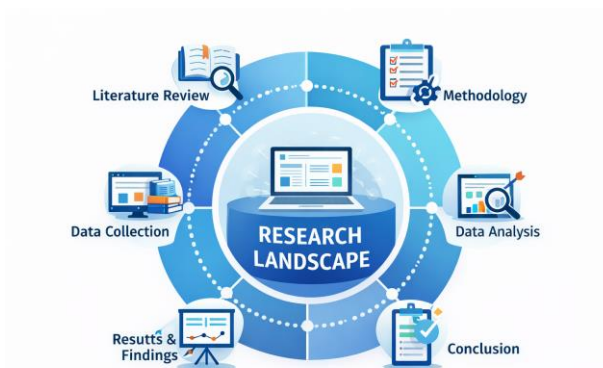 Literature Review
Methodology
Data Collection
RESEARCH
LANDSCAPE
Data Analysis
Resutts &
Findings
Conclusion